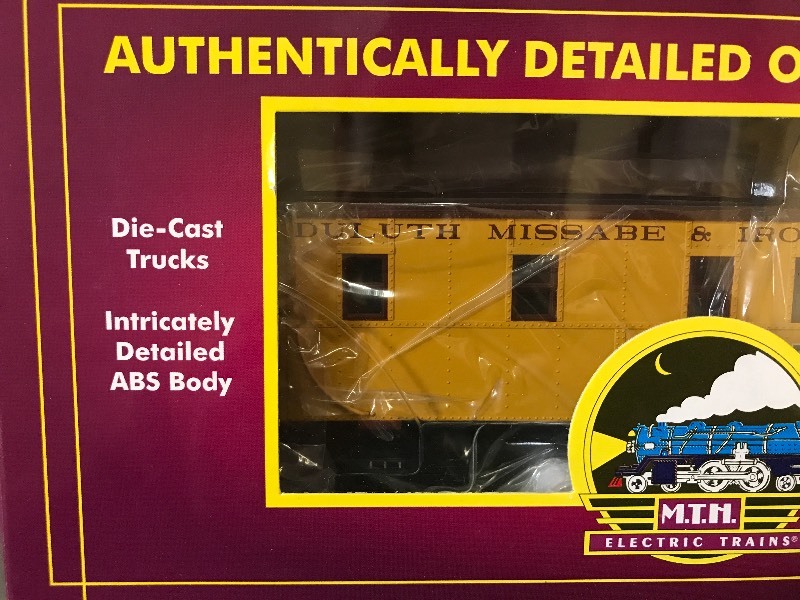 AUTHENTICALLY DETAILED O
Die-Cast
Trucks
Intricately
Detailed
ABS Body
DULUTH MISSABE & IRO
M.T.H.
ELECTRIC TRAINS®